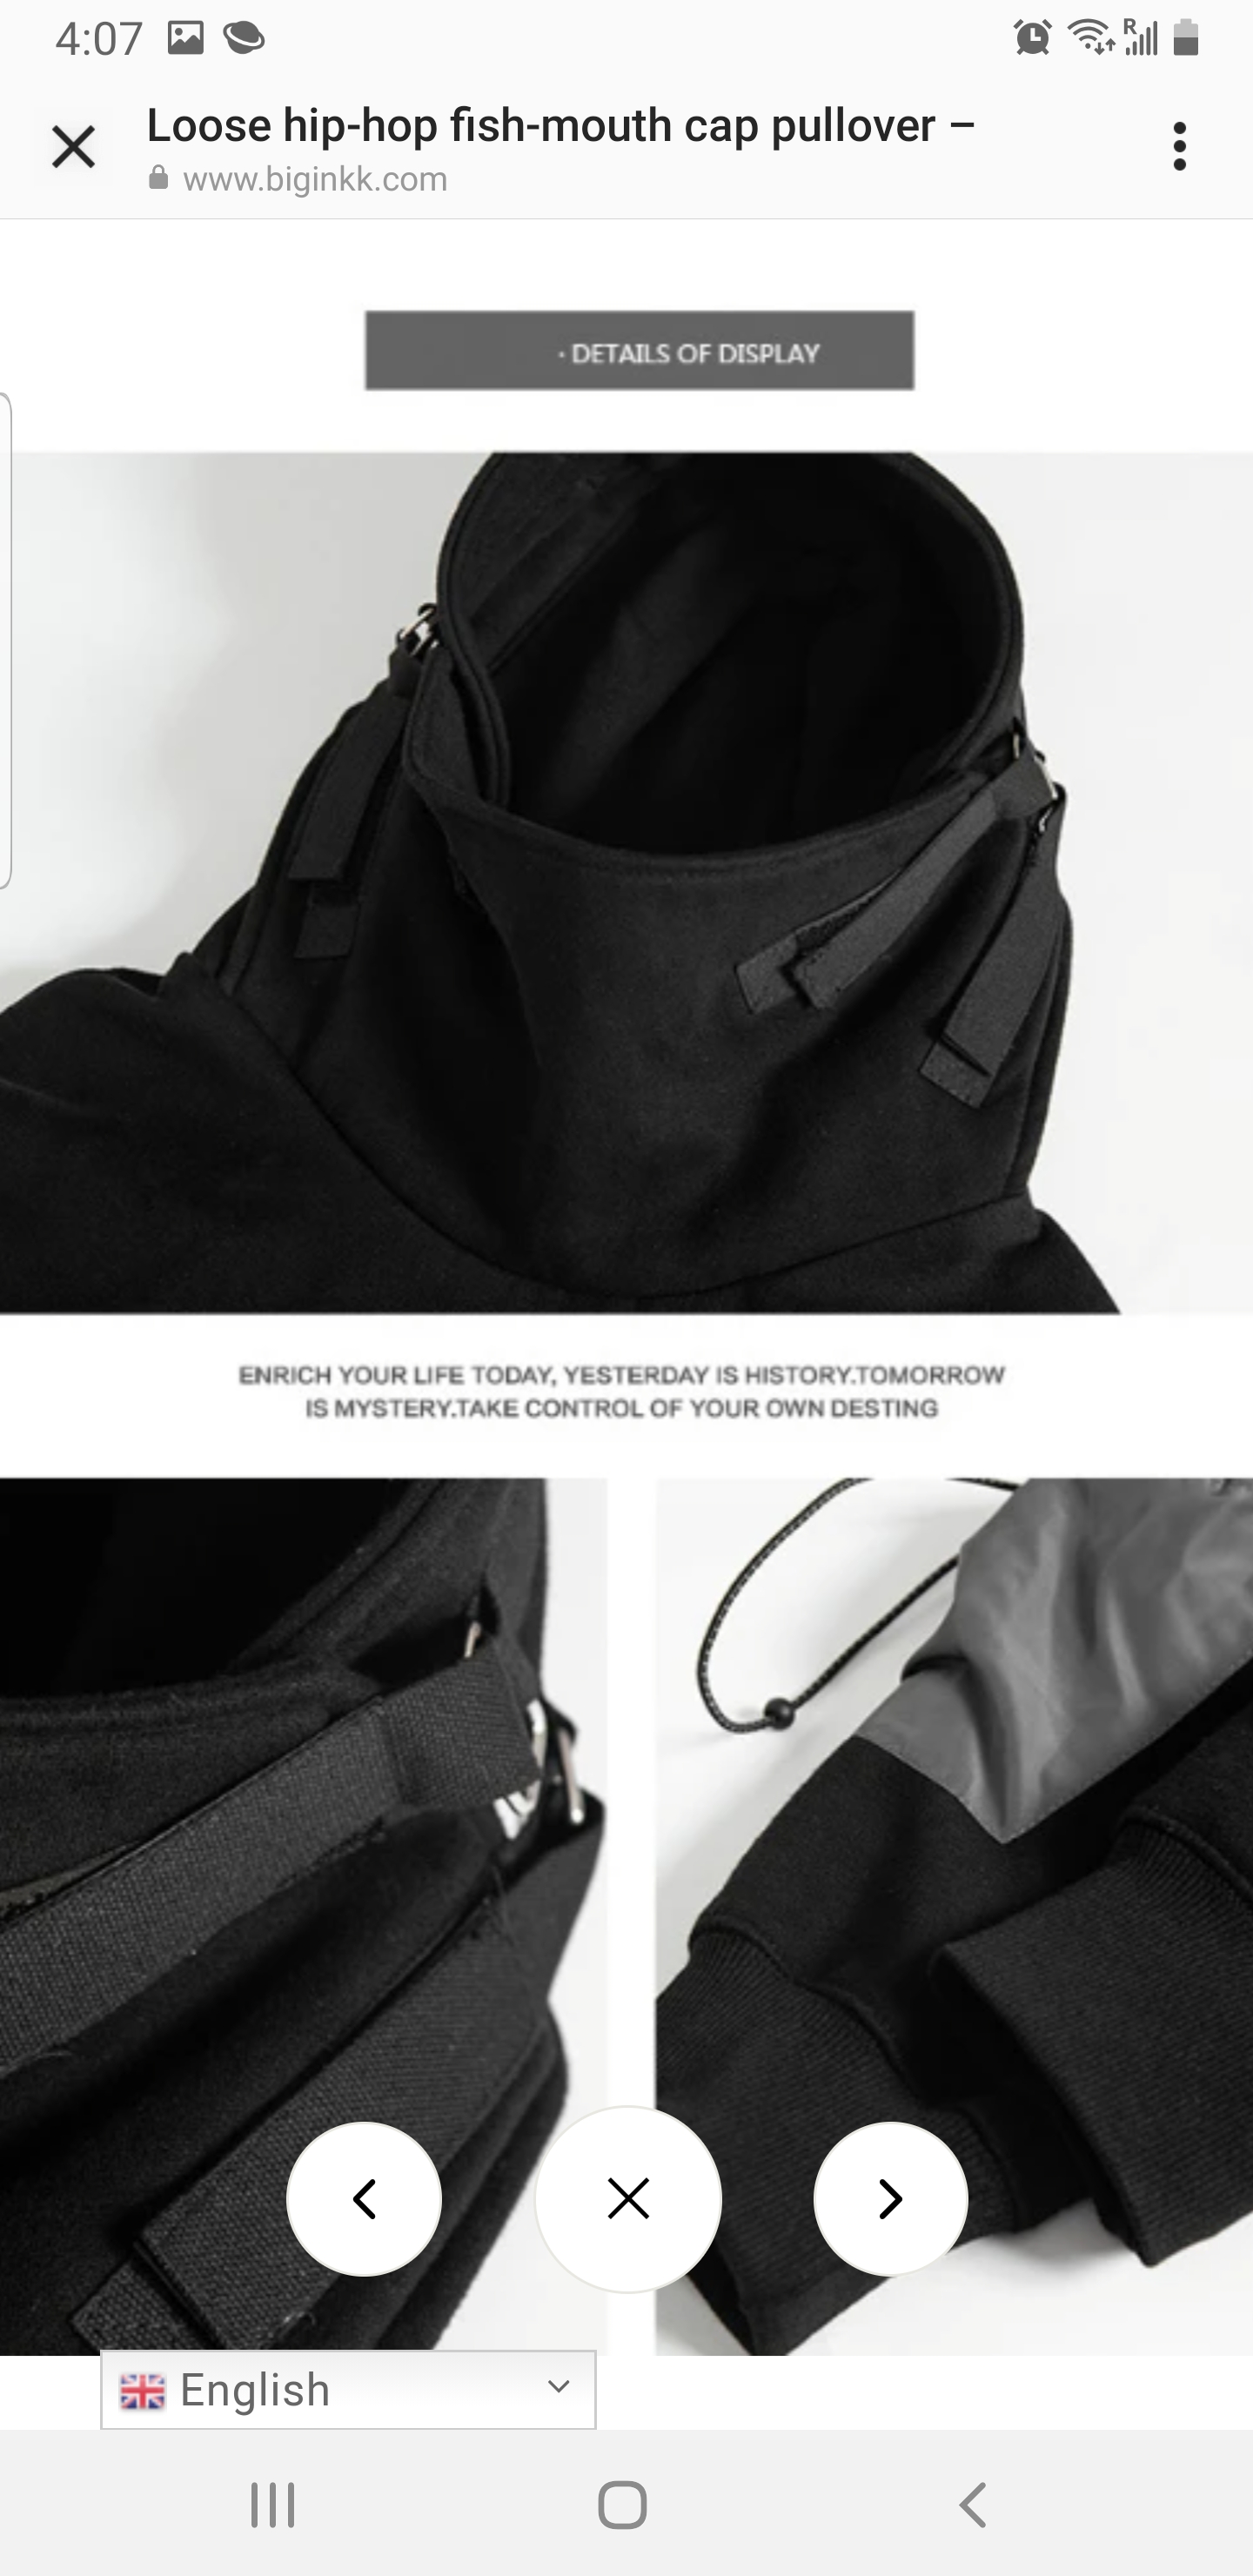 4:07
R
Loose hip-hop fish-mouth cap pullover –
www.biginkk.com
· DETAILS OF DISPLAY
ENRICH YOUR LIFE TODAY, YESTERDAY IS HISTORY.TOMORROW
IS MYSTERY.TAKE CONTROL OF YOUR OWN DESTING
English